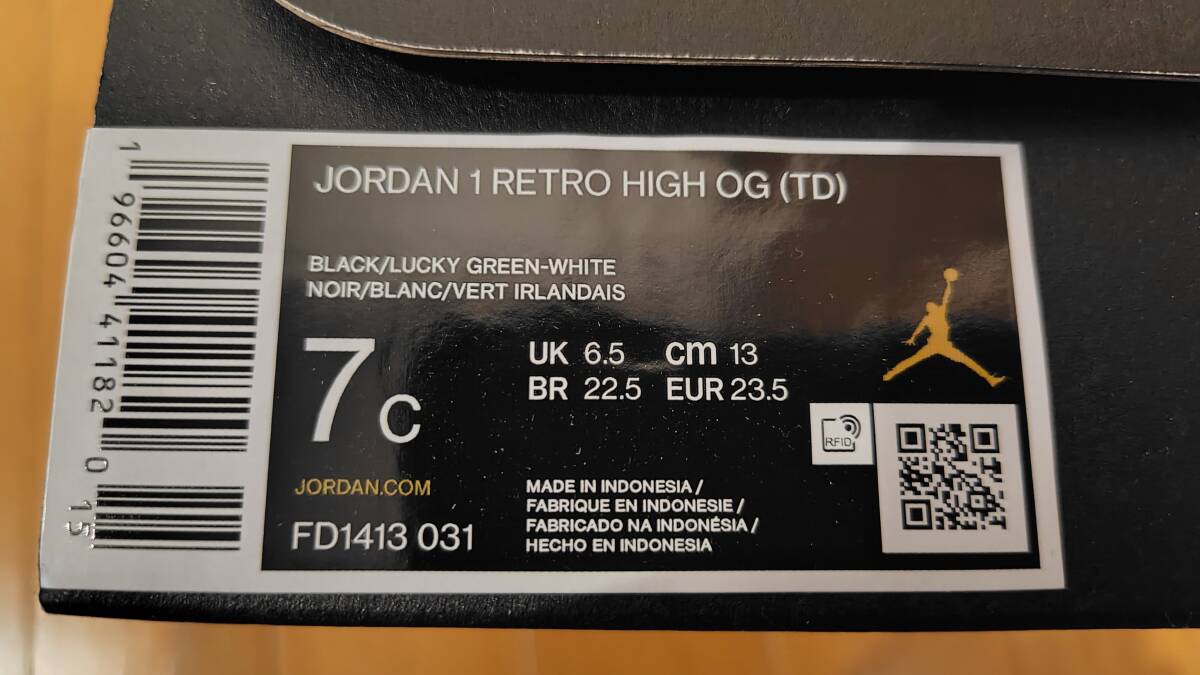 JORDAN 1 RETRO HIGH OG (TD)
BLACK/LUCKY GREEN-WHITE
NOIR/BLANC/VERT IRLANDAIS
7C
UK 6.5 cm 13
BR 22.5 EUR 23.5
JORDAN.COM
FD1413 031
MADE IN INDONESIA /
FABRIQUE EN INDONESIE /
FABRICADO NA INDONÉSIA /
HECHO EN INDONESIA
RFID
1 96604 41182 0 15